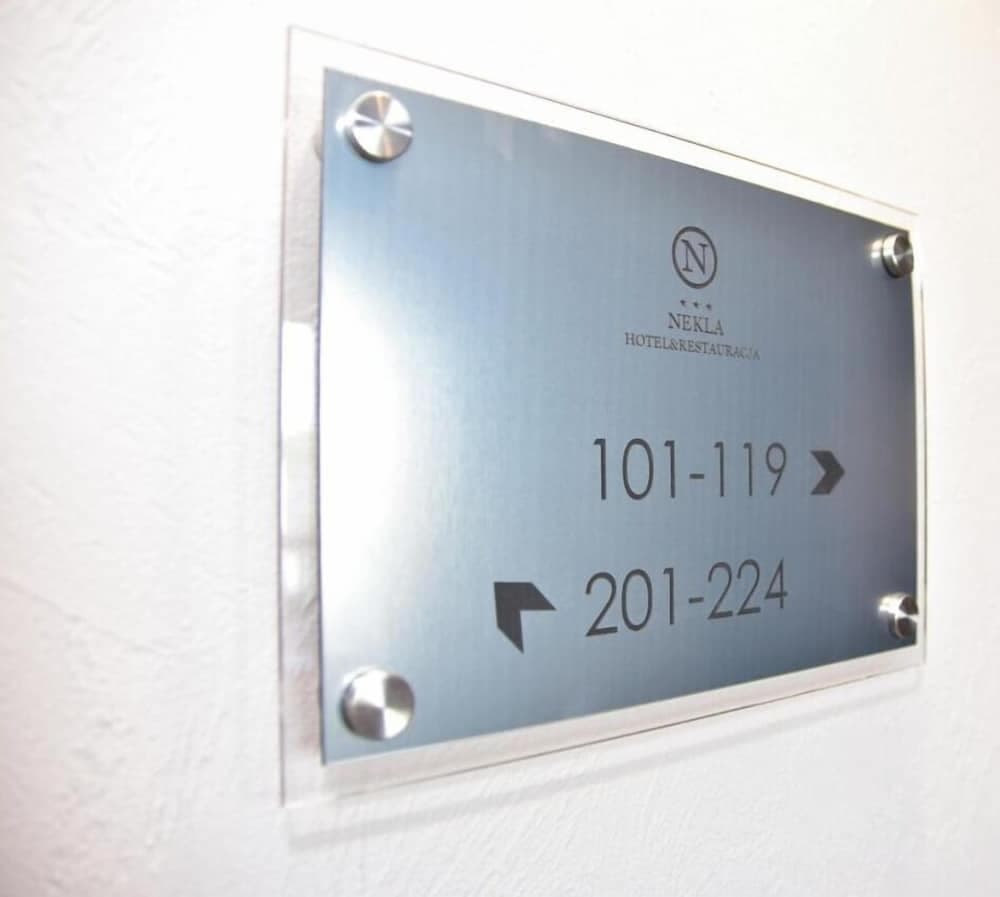 N
NEKLA
HOTEL&RESTAURACJA
101-119
201-224